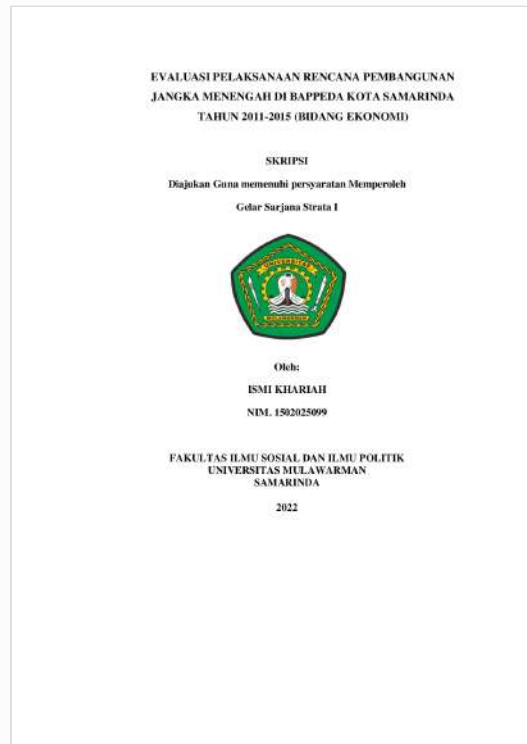 EVALUASI PELAKSANAAN RENCANA PEMBANGUNAN
JANGKA MENENGAH DI BAPPEDA KOTA SAMARINDA
TAHUN 2011-2015 (BIDANG EKONOMI)
SKRIPSI
Diajukan Guna memenuhi persyaratan Memperoleh
Gelar Sarjana Strata I
UNIVERSITAS
MULAWARMAN
Oleh:
ISMI KHARIAH
NIM. 1502025099
FAKULTAS ILMU SOSIAL DAN ILMU POLITIK
UNIVERSITAS MULAWARMAN
SAMARINDA
2022